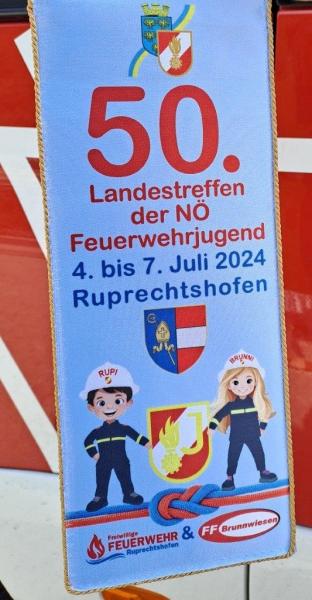 50.
Landestreffen
der NÖ
Feuerwehrjugend
4. bis 7. Juli 2024
Ruprechtshofen
RUPI
BRUNNI
Freiwillige
FEUERWEHR
Ruprechtshofen
&
FF Brunnwiesen